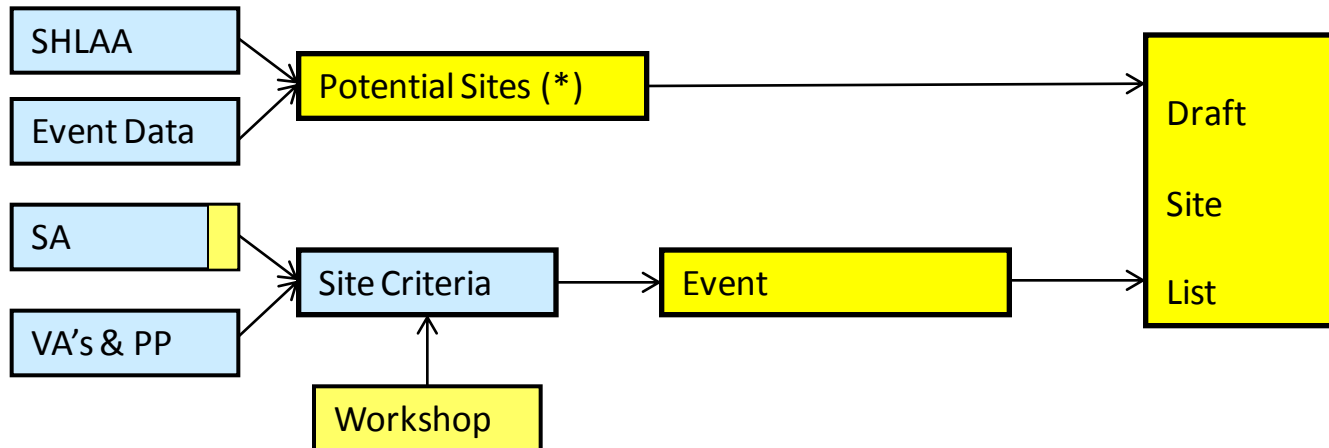 SHLAA
Event Data
Potential Sites (*)
SA
VA’s & PP
Site Criteria
Workshop
Event
Draft
Site
List